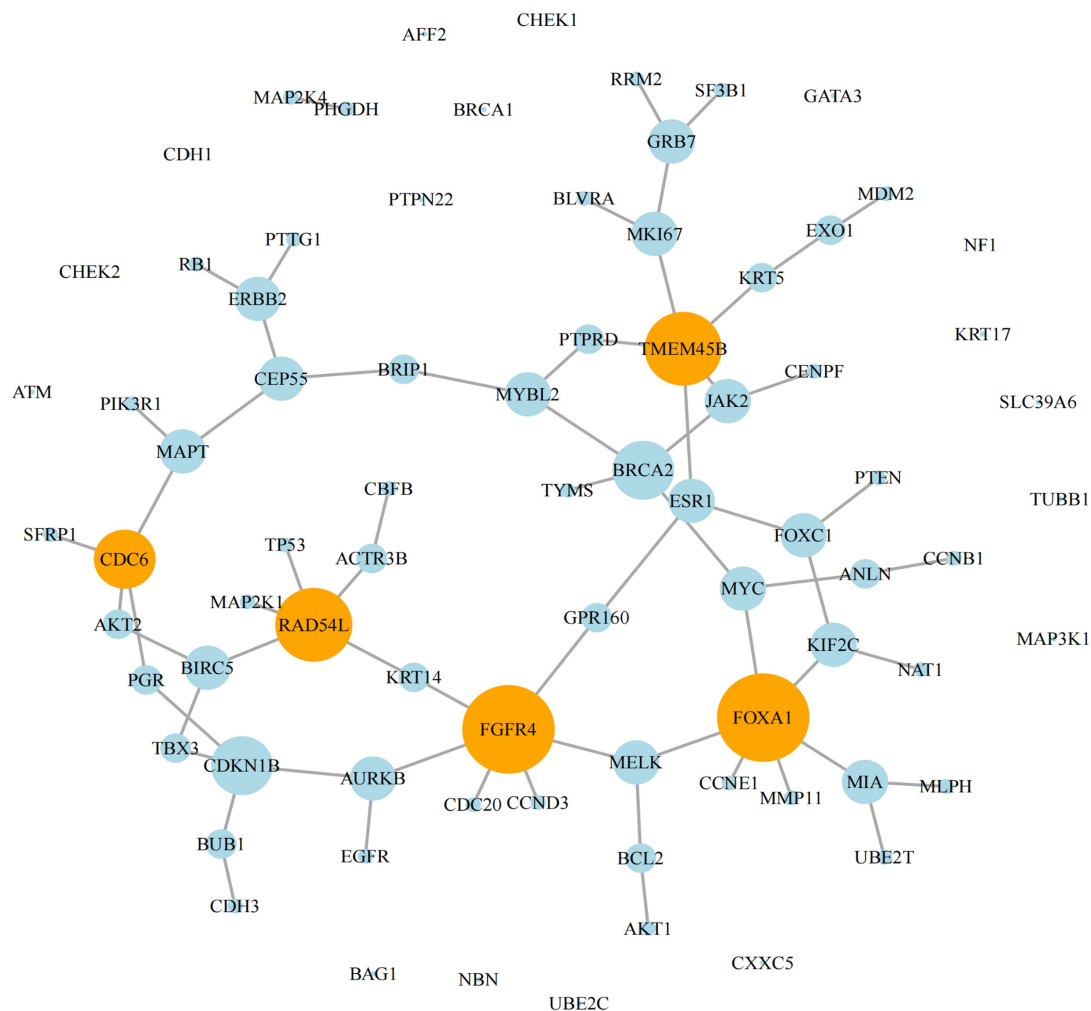 CHEK1
AFF2
RRM2
SF3B1
MAP2K4
PHGDH
BRCA1
GATA3
GRB7
CDH1
PTPN22
BLVRA
MDM2
MKI67
EXO1
PTTG1
NF1
RB1
CHEK2
KRT5
ERBB2
KRT17
PTPRD
TMEM45B
BRIP1
CENPF
CEP55
ATM
MYBL2
PIK3R1
JAK2
SLC39A6
MAPT
BRCA2
PTEN
CBFB
TYMS
ESR1
TUBB1
SFRP1
FOXC1
TP53
CDC6
ACTR3B
CCNB1
ANLN
MYC
MAP2K1
GPR160
AKT2
RAD54L
MAP3K1
KIF2C
BIRC5
NAT1
PGR
KRT14
FOXA1
FGFR4
TBX3
CDKN1B
MELK
AURKB
CCNE1
MIA
MLPH
MMP11
CDC20
CCND3
BUB1
EGFR
BCL2
UBE2T
CDH3
AKT1
CXXC5
BAG1
NBN
UBE2C